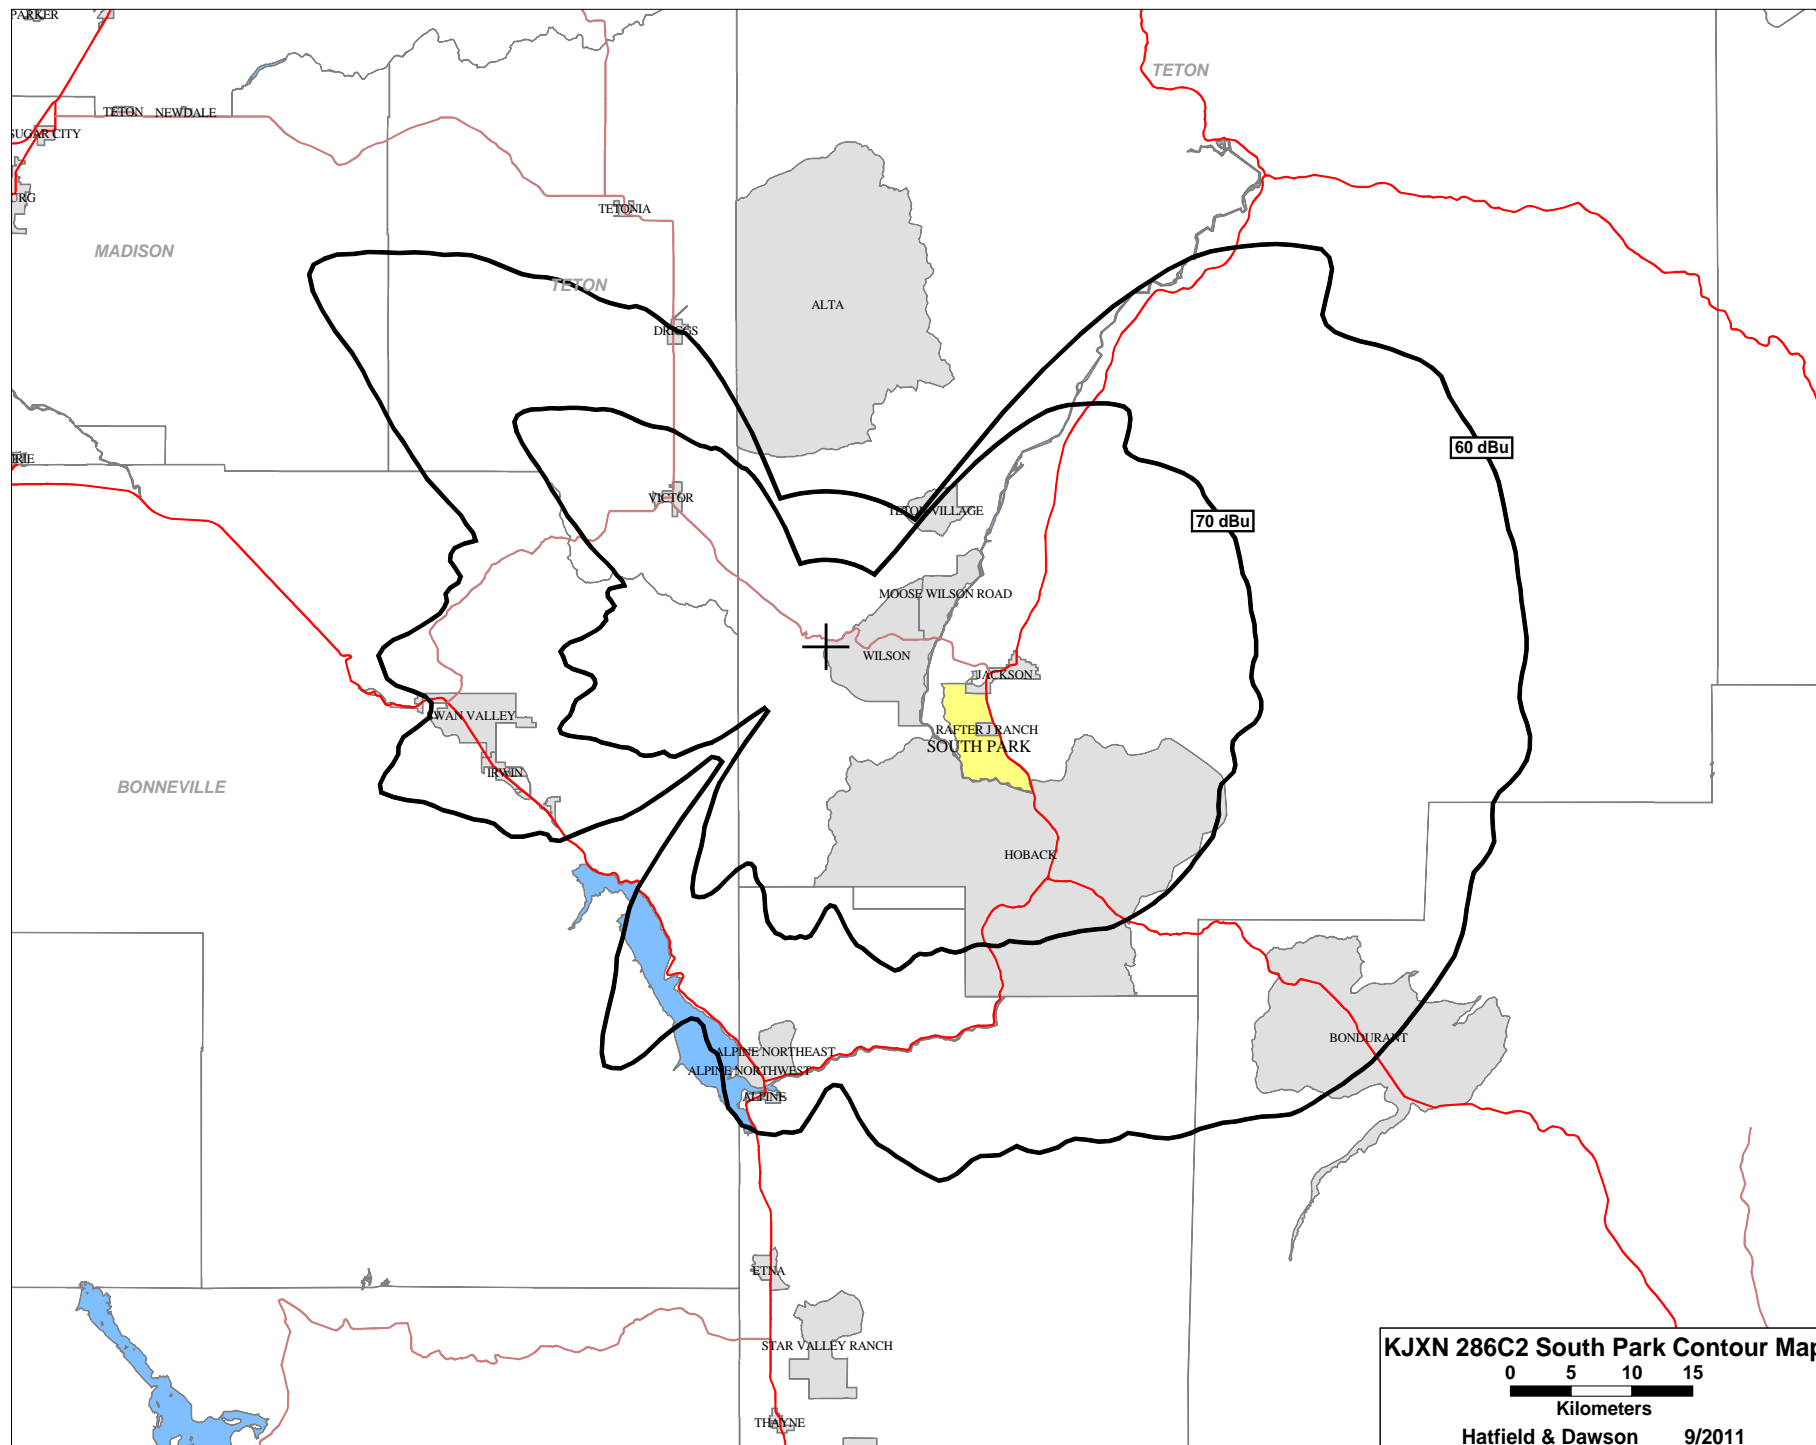 PARKER
TETON
TETON
NEWDALE
SUGAR CITY
URG
TETONIA
MADISON
TETON
ALTA
DRIGGS
60 dBu
RIE
VICTOR
TETON VILLAGE
70 dBu
MOOSE WILSON ROAD
WILSON
JACKSON
WAN VALLEY
RAFTER J RANCH
SOUTH PARK
IRWIN
BONNEVILLE
HOBACK
BONDURANT
ALPINE NORTHEAST
ALPINE NORTHWEST
ALPINE
ETNA
STAR VALLEY RANCH
THAYNE
KJXN 286C2 South Park Contour Map
0 5 10 15
Kilometers
Hatfield & Dawson 9/2011